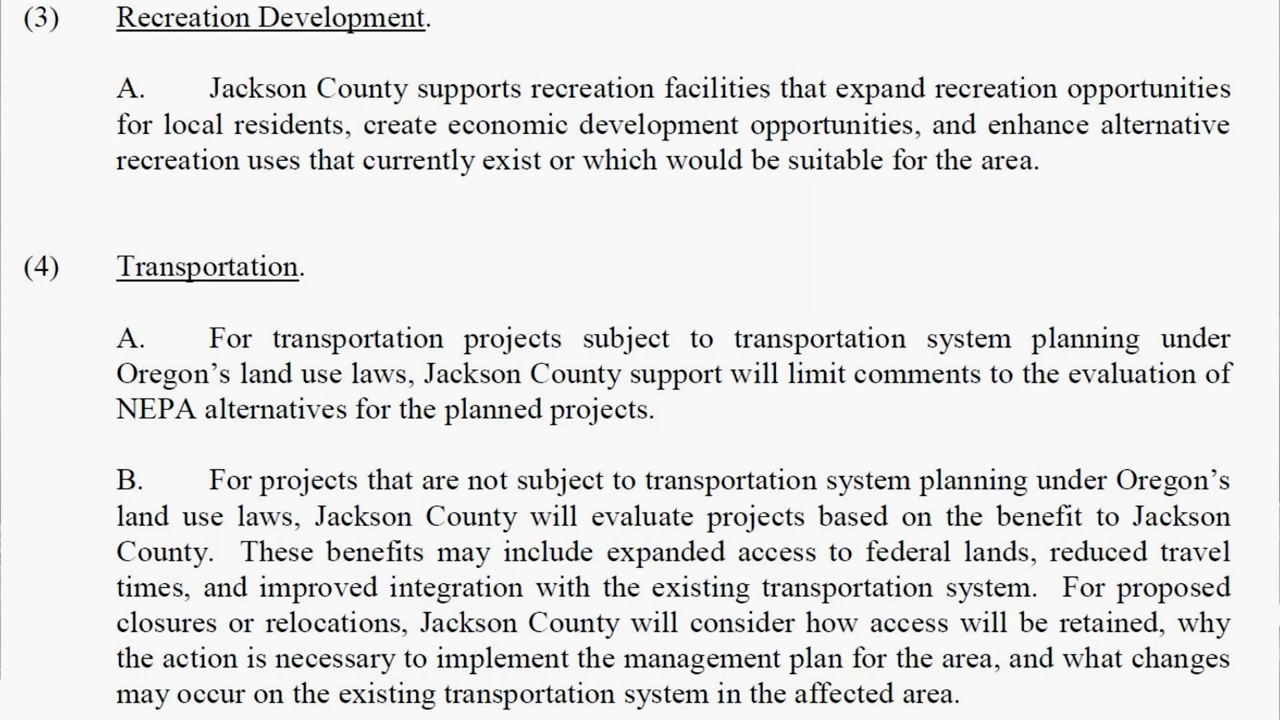 (3) Recreation Development.
A. Jackson County supports recreation facilities that expand recreation opportunities
for local residents, create economic development opportunities, and enhance alternative
recreation uses that currently exist or which would be suitable for the area.
(4) Transportation.
A. For transportation projects subject to transportation system planning under
Oregon’s land use laws, Jackson County support will limit comments to the evaluation of
NEPA alternatives for the planned projects.
B. For projects that are not subject to transportation system planning under Oregon’s
land use laws, Jackson County will evaluate projects based on the benefit to Jackson
County. These benefits may include expanded access to federal lands, reduced travel
times, and improved integration with the existing transportation system. For proposed
closures or relocations, Jackson County will consider how access will be retained, why
the action is necessary to implement the management plan for the area, and what changes
may occur on the existing transportation system in the affected area.